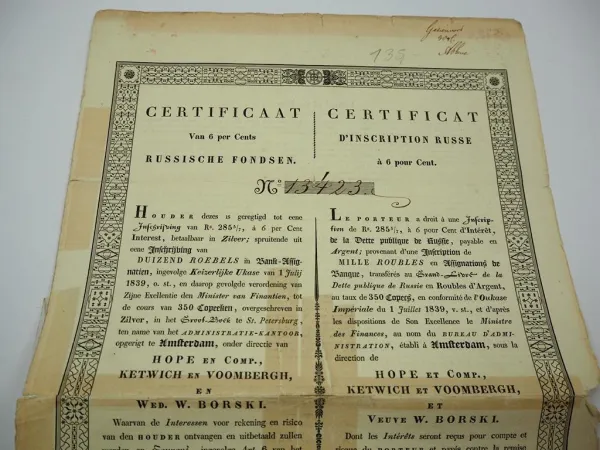 139
CERTIFICAAT
Van 6 per Cents
RUSSISCHE FONDSEN.
CERTIFICAT
D'INSCRIPTION RUSSE
à 6 pour Cent.
No 13423.
HOUDER dezes is geregtigd tot eene
Inschrijving van Rs. 285 5/7, à 6 per Cent
Interest, betaalbaar in Zilver; spruitende uit
eene Inschrijving van
DUIZEND ROEBELS in Bank-Assig-
natien, ingevolge Keizerlijke Ukase van 1 Julij
1839, o. st., en daarop gevolgde verordening van
Zijne Exellentie den Minister van Finantien, tot
de cours van 350 Copecken, overgeschreven in
Zilver, in het Groot-Boek te St. Petersburg,
ten name van het ADMINISTRATIE-KANTOOR,
opgerigt te Amsterdam, onder directie van
HOPE EN COMP.,
KETWICH EN VOOMBERGH,
EN
WED. W. BORSKI.
Waarvan de Interessen voor rekening en risico
van den HOUDER ontvangen en uitbetaald zullen
LE PORTEUR a droit à une Inscrip-
tion de Rs. 285 5/7, à 6 pour Cent d'Intérêt,
de la Dette publique de Russie, payable en
Argent; provenant d'une Inscription de
MILLE ROUBLES en Assignations de
Banque, transférés au Grand-Livre de la
Dette publique de Russie en Roubles d'Argent,
au taux de 350 Copecs, en conformité de l'Oukase
Impériale du 1 Juillet 1839, v. st., et d'après
les dispositions de Son Excellence le Ministre
des Finances, au nom du BUREAU D'ADMI-
NISTRATION, établi à Amsterdam, sous la
direction de
HOPE ET COMP.,
KETWICH ET VOOMBERGH,
ET
VEUVE W. BORSKI.
Dont les Intérêts seront reçus pour compte et